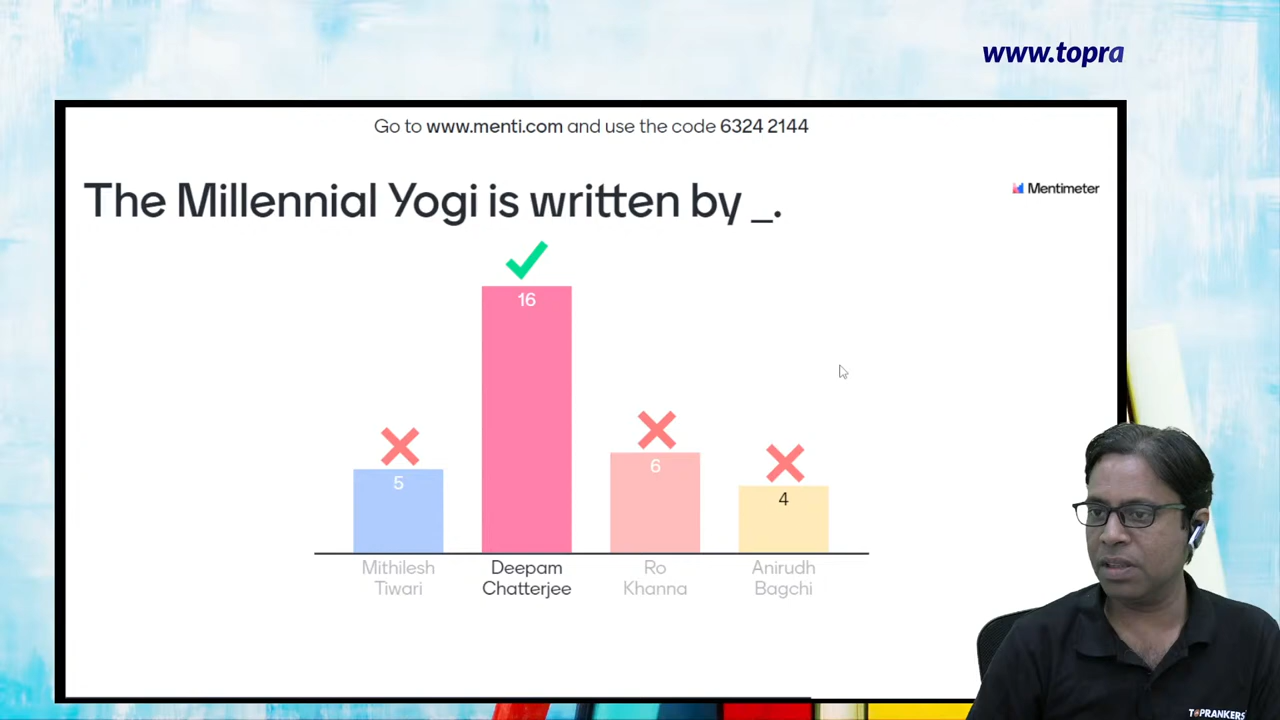 www.topra
Go to www.menti.com and use the code 6324 2144
Mentimeter
The Millennial Yogi is written by _.
16
5
6
4
Mithilesh
Tiwari
Deepam
Chatterjee
Ro
Khanna
Anirudh
Bagchi
TOPRANKERS